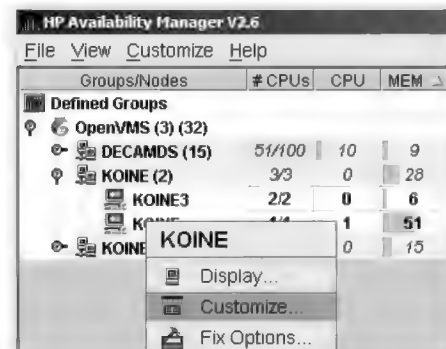 HP Availability Manager V2.6
File View Customize Help
Groups/Nodes # CPUs CPU MEM
Defined Groups
OpenVMS (3) (32)
DECAMDS (15) 51/100 10 9
KOINE (2) 3/3 0 28
KOINE3 2/2 0 6
1 51
KOINE 0 15
KOINE
Display...
Customize...
Fix Options...